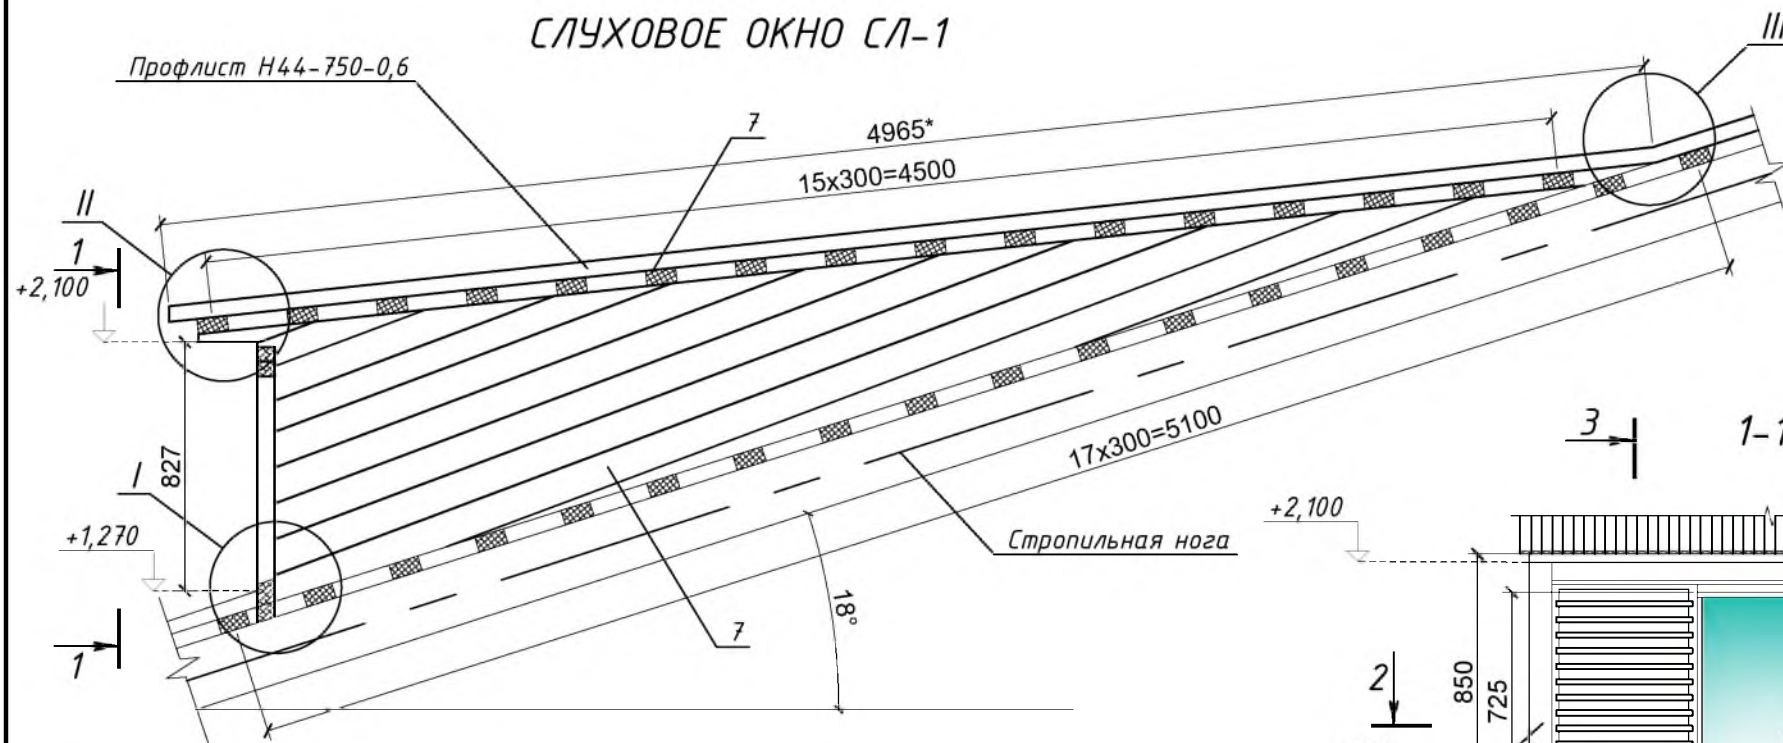 СЛУХОВОЕ ОКНО СЛ-1
III
Профлист Н44-750-0,6
7
4965*
15х300=4500
II
1
+2,100
827
I
+1,270
1
7
18°
Стропильная нога
17х300=5100
3
1-1
+2,100
2
850
725